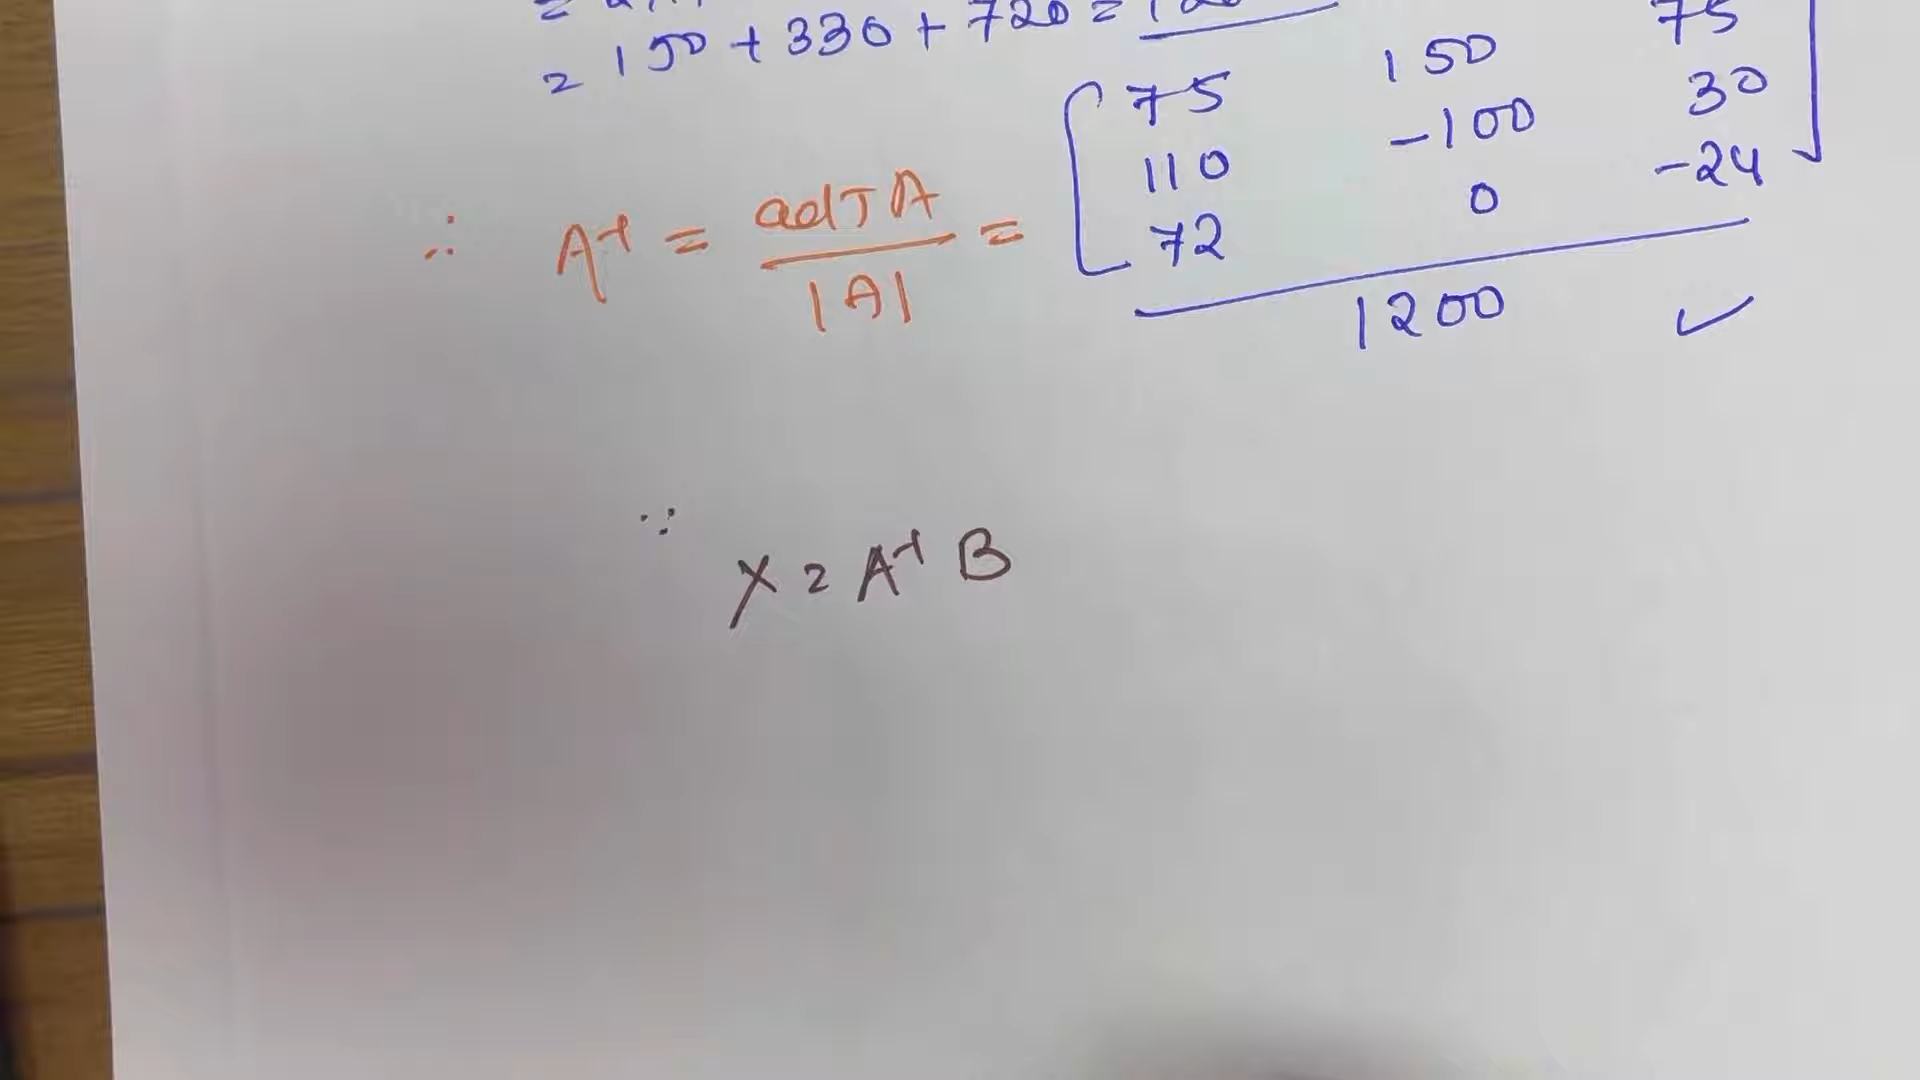 = 150 + 330 + 720 =
75 150 75
110 -100 30
72 0 -24
∴ A⁻¹ = adJ A / |A| =
1200 ✓
∵
X = A⁻¹ B